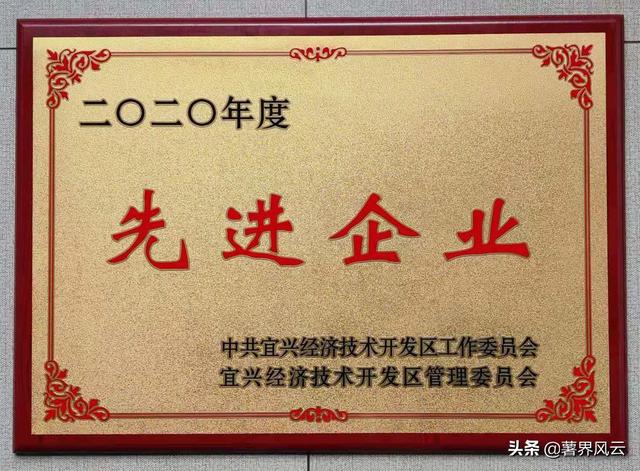 二〇二〇年度
先进企业
中共宜兴经济技术开发区工作委员会
宜兴经济技术开发区管理委员会
头条@薯界风云